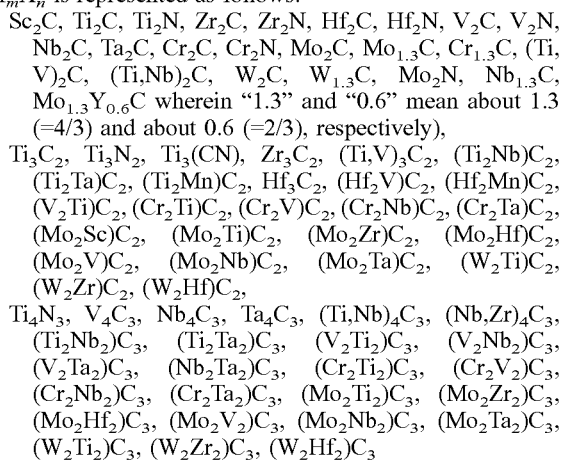 MₘXₙ is represented as follows:
Sc₂C, Ti₂C, Ti₂N, Zr₂C, Zr₂N, Hf₂C, Hf₂N, V₂C, V₂N,
Nb₂C, Ta₂C, Cr₂C, Cr₂N, Mo₂C, Mo₁.₃C, Cr₁.₃C, (Ti,
V)₂C, (Ti,Nb)₂C, W₂C, W₁.₃C, Mo₂N, Nb₁.₃C,
Mo₁.₃Y₀.₆C wherein “1.3” and “0.6” mean about 1.3
(=4/3) and about 0.6 (=2/3), respectively),
Ti₃C₂, Ti₃N₂, Ti₃(CN), Zr₃C₂, (Ti,V)₃C₂, (Ti₂Nb)C₂,
(Ti₂Ta)C₂, (Ti₂Mn)C₂, Hf₃C₂, (Hf₂V)C₂, (Hf₂Mn)C₂,
(V₂Ti)C₂, (Cr₂Ti)C₂, (Cr₂V)C₂, (Cr₂Nb)C₂, (Cr₂Ta)C₂,
(Mo₂Sc)C₂, (Mo₂Ti)C₂, (Mo₂Zr)C₂, (Mo₂Hf)C₂,
(Mo₂V)C₂, (Mo₂Nb)C₂, (Mo₂Ta)C₂, (W₂Ti)C₂,
(W₂Zr)C₂, (W₂Hf)C₂,
Ti₄N₃, V₄C₃, Nb₄C₃, Ta₄C₃, (Ti,Nb)₄C₃, (Nb,Zr)₄C₃,
(Ti₂Nb₂)C₃, (Ti₂Ta₂)C₃, (V₂Ti₂)C₃, (V₂Nb₂)C₃,
(V₂Ta₂)C₃, (Nb₂Ta₂)C₃, (Cr₂Ti₂)C₃, (Cr₂V₂)C₃,
(Cr₂Nb₂)C₃, (Cr₂Ta₂)C₃, (Mo₂Ti₂)C₃, (Mo₂Zr₂)C₃,
(Mo₂Hf₂)C₃, (Mo₂V₂)C₃, (Mo₂Nb₂)C₃, (Mo₂Ta₂)C₃,
(W₂Ti₂)C₃, (W₂Zr₂)C₃, (W₂Hf₂)C₃